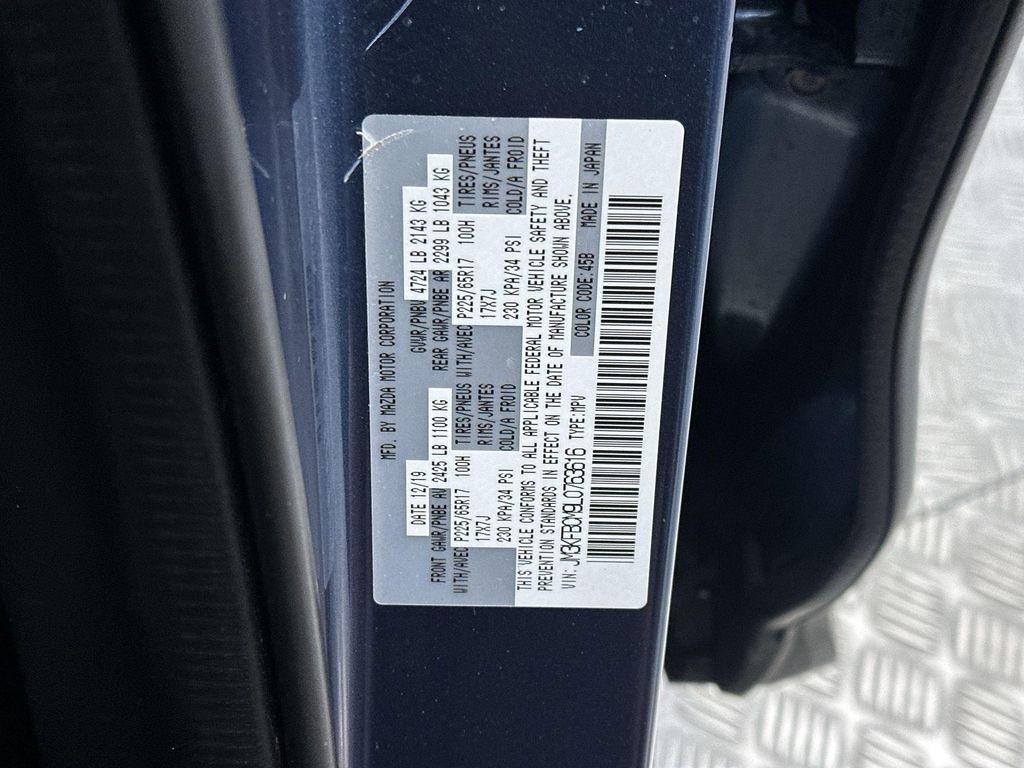 MFD. BY MAZDA MOTOR CORPORATION
DATE 12/19 GVWR/PNBV 4724 LB 2143 KG
FRONT GAWR/PNBE AV 2425 LB 1100 KG REAR GAWR/PNBE AR 2299 LB 1043 KG
WITH/AVEC P225/65R17 100H TIRES/PNEUS WITH/AVEC P225/65R17 100H TIRES/PNEUS
17X7J RIMS/JANTES 17X7J RIMS/JANTES
230 KPA/34 PSI COLD/A FROID 230 KPA/34 PSI COLD/A FROID
THIS VEHICLE CONFORMS TO ALL APPLICABLE FEDERAL MOTOR VEHICLE SAFETY AND THEFT
PREVENTION STANDARDS IN EFFECT ON THE DATE OF MANUFACTURE SHOWN ABOVE.
VIN: JM3KFBCM9L0763616 TYPE:MPV COLOR CODE:45B MADE IN JAPAN